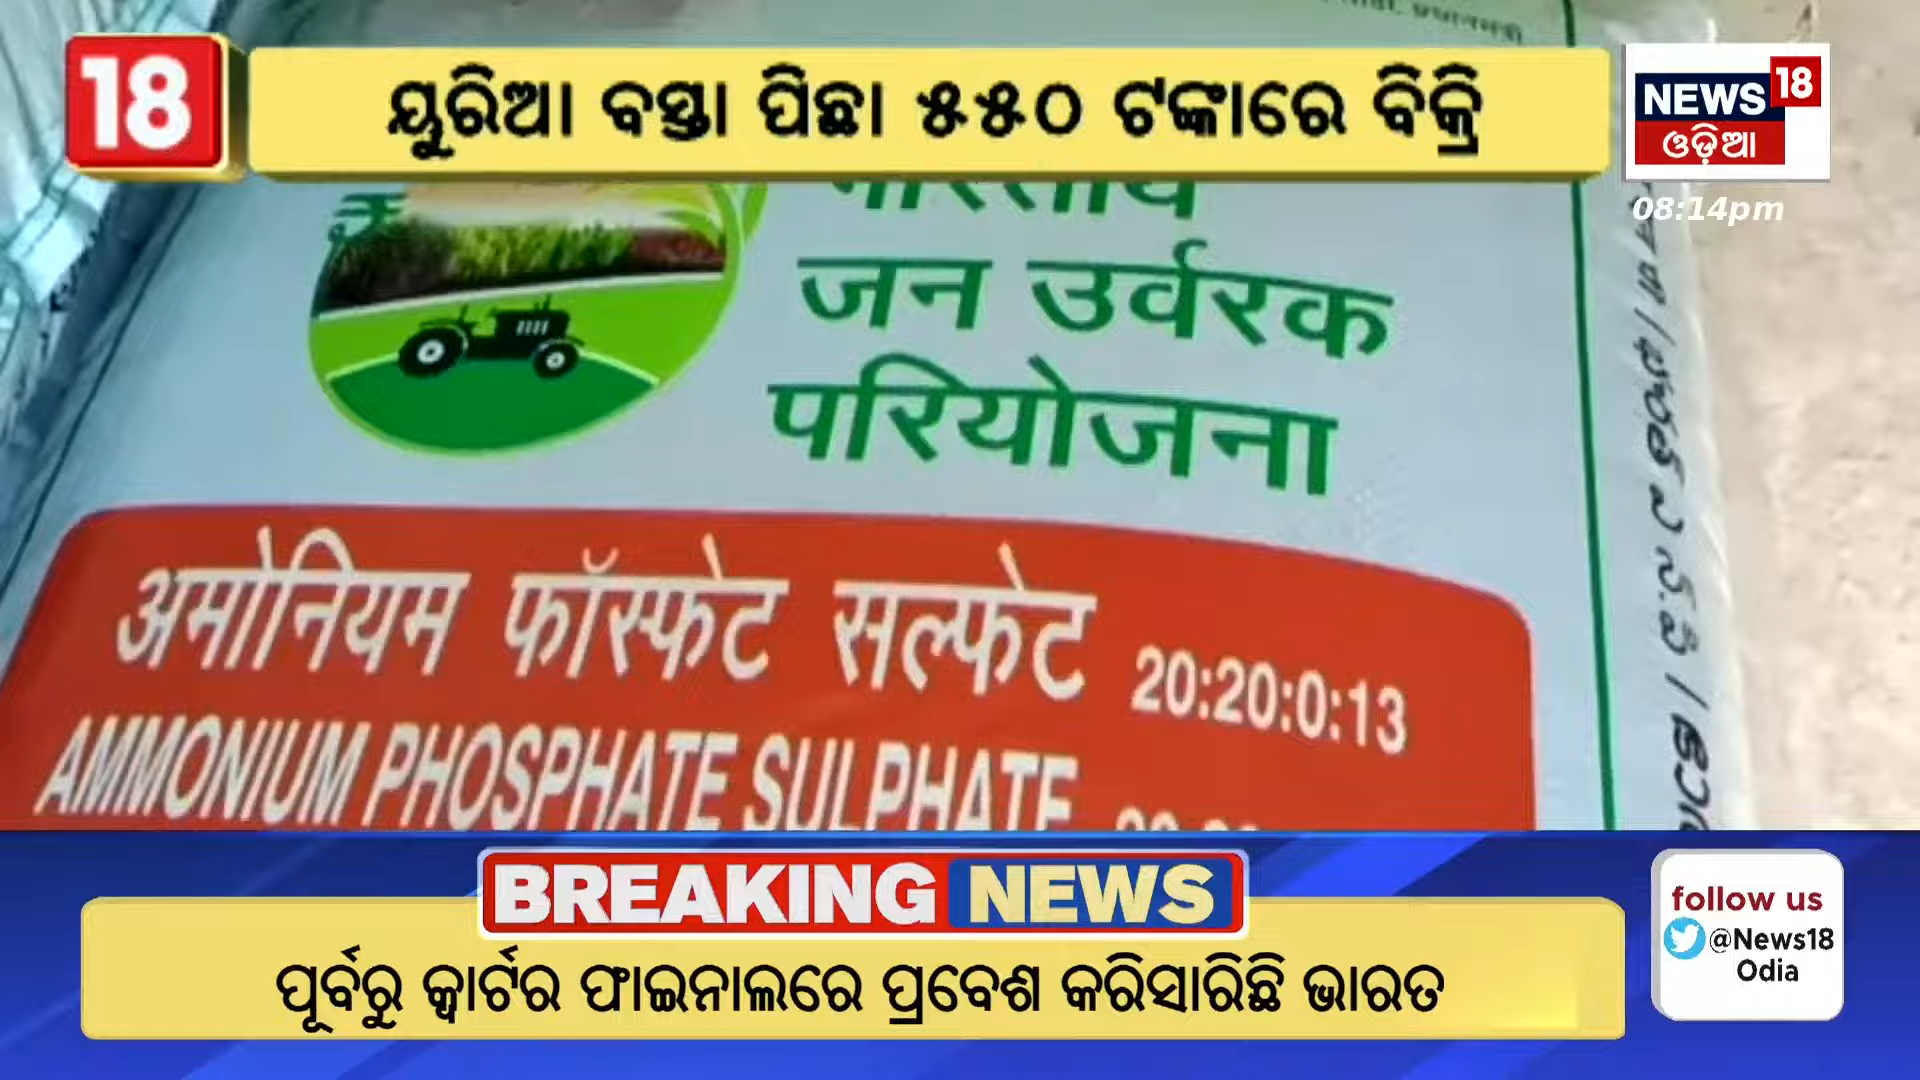 18
ୟୁରିଆ ବସ୍ତା ପିଛା ୫୫୦ ଟଙ୍କାରେ ବିକ୍ରି
NEWS 18
ଓଡ଼ିଆ
08:14pm
भारतीय
जन उर्वरक
परियोजना
अमोनियम फॉस्फेट सल्फेट 20:20:0:13
AMMONIUM PHOSPHATE SULPHATE
BREAKING NEWS
ପୂର୍ବରୁ କ୍ୱାର୍ଟର ଫାଇନାଲରେ ପ୍ରବେଶ କରିସାରିଛି ଭାରତ
follow us
@News18
Odia